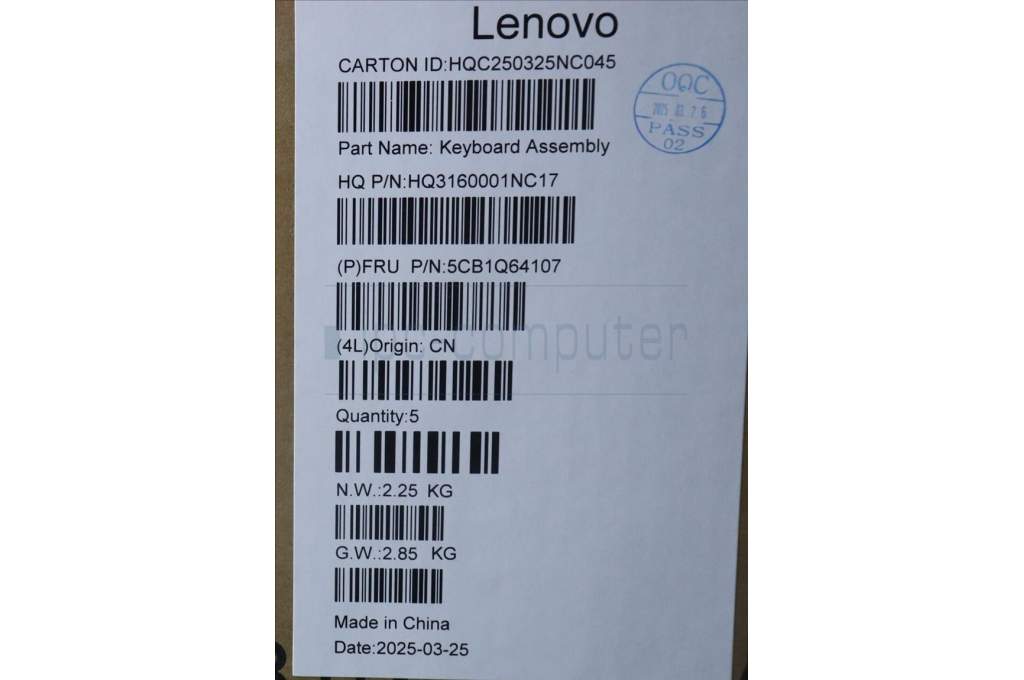 Lenovo
CARTON ID:HQC250325NC045
OQC
PASS
02
Part Name: Keyboard Assembly
HQ P/N:HQ3160001NC17
(P)FRU P/N:5CB1Q64107
computer
(4L)Origin: CN
Quantity:5
N.W.:2.25 KG
G.W.:2.85 KG
Made in China
Date:2025-03-25